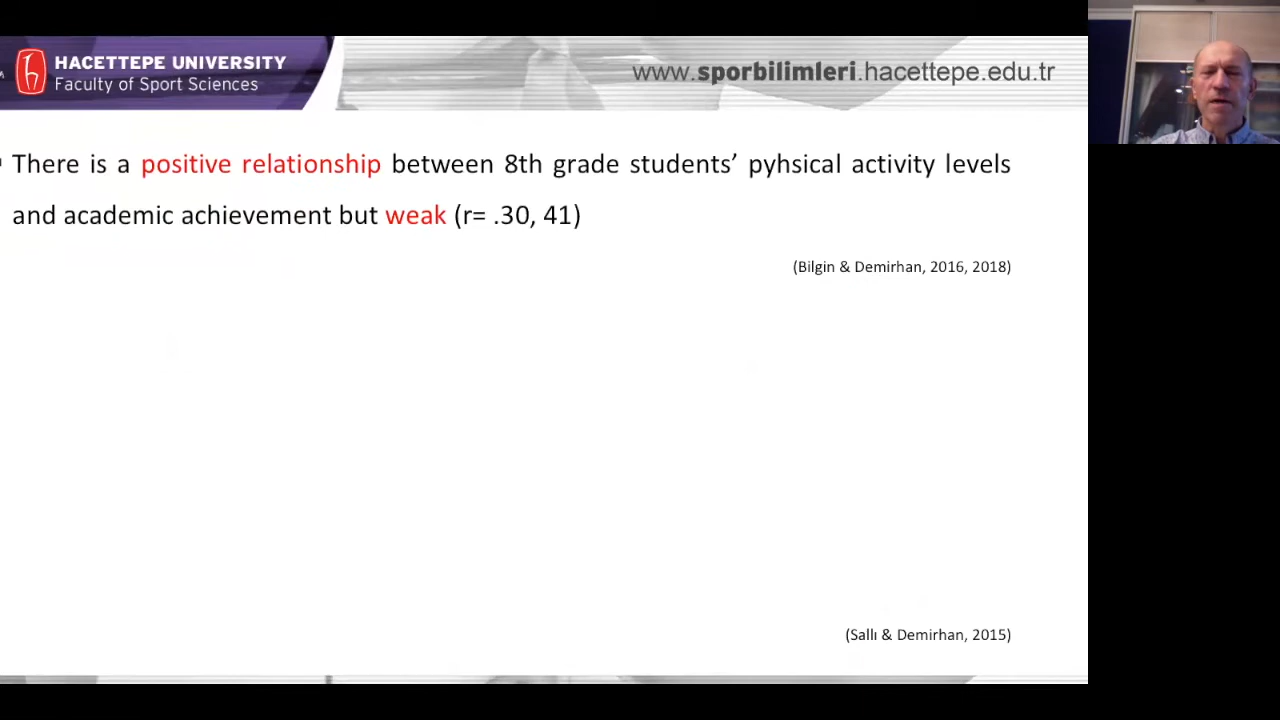 HACETTEPE UNIVERSITY
Faculty of Sport Sciences
www.sporbilimleri.hacettepe.edu.tr
There is a positive relationship between 8th grade students’ pyhsical activity levels
and academic achievement but weak (r= .30, 41)
(Bilgin & Demirhan, 2016, 2018)
(Sallı & Demirhan, 2015)